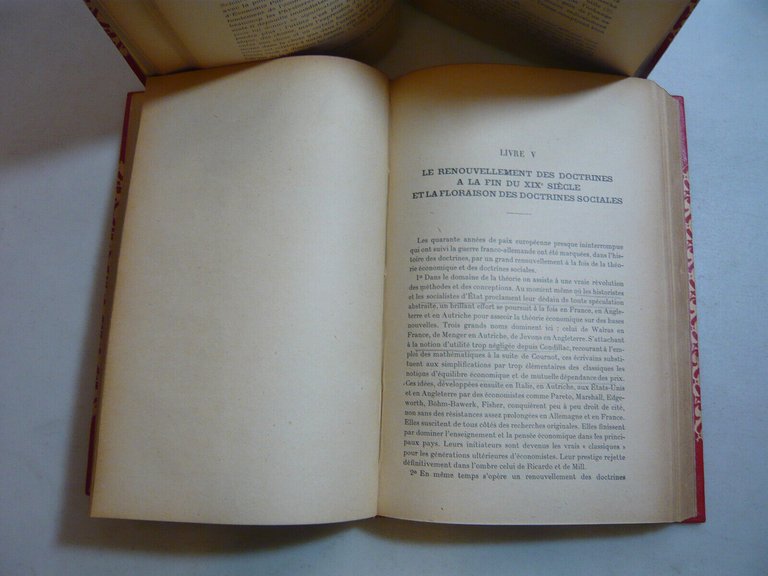 LIVRE V
LE RENOUVELLEMENT DES DOCTRINES
A LA FIN DU XIXe SIÈCLE
ET LA FLORAISON DES DOCTRINES SOCIALES
Les quarante années de paix européenne presque ininterrompue
qui ont suivi la guerre franco-allemande ont été marquées, dans l'his-
toire des doctrines, par un grand renouvellement à la fois de la théo-
rie économique et des doctrines sociales.
1º Dans le domaine de la théorie on assiste à une vraie révolution
des méthodes et des conceptions. Au moment même où les historistes
et les socialistes d'État proclament leur dédain de toute spéculation
abstraite, un brillant effort se poursuit à la fois en France, en Angle-
terre et en Autriche pour asseoir la théorie économique sur des bases
nouvelles. Trois grands noms dominent ici : celui de Walras en
France, de Menger en Autriche, de Jevons en Angleterre. S'attachant
à la notion d'utilité trop négligée depuis Condillac, recourant à l'em-
ploi des mathématiques à la suite de Cournot, ces écrivains substi-
tuent aux simplifications par trop élémentaires des classiques les
notions d'équilibre économique et de mutuelle dépendance des prix.
Ces idées, développées ensuite en Italie, en Autriche, aux États-Unis
et en Angleterre par des économistes comme Pareto, Marshall, Edge-
worth, Böhm-Bawerk, Fisher, conquièrent peu à peu droit de cité,
non sans des résistances assez prolongées en Allemagne et en France.
Elles suscitent de tous côtés des recherches originales. Elles finissent
par dominer l'enseignement et la pensée économique dans les princi-
paux pays. Leurs initiateurs sont devenus les vrais « classiques »
pour les générations ultérieures d'économistes. Leur prestige rejette
définitivement dans l'ombre celui de Ricardo et de Mill.
2º En même temps s'opère un renouvellement des doctrines